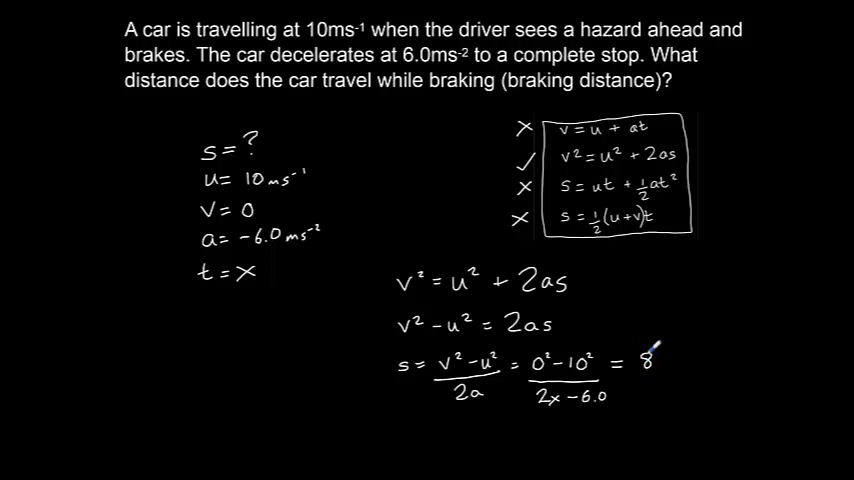 A car is travelling at 10ms⁻¹ when the driver sees a hazard ahead and
brakes. The car decelerates at 6.0ms⁻² to a complete stop. What
distance does the car travel while braking (braking distance)?
s = ?
u = 10 ms⁻¹
v = 0
a = -6.0 ms⁻²
t = ×
× v = u + at
✓ v² = u² + 2as
× s = ut + ½at²
× s = ½(u+v)t
v² = u² + 2as
v² - u² = 2as
s = (v² - u²)/2a = (0² - 10²)/(2× -6.0) = 8